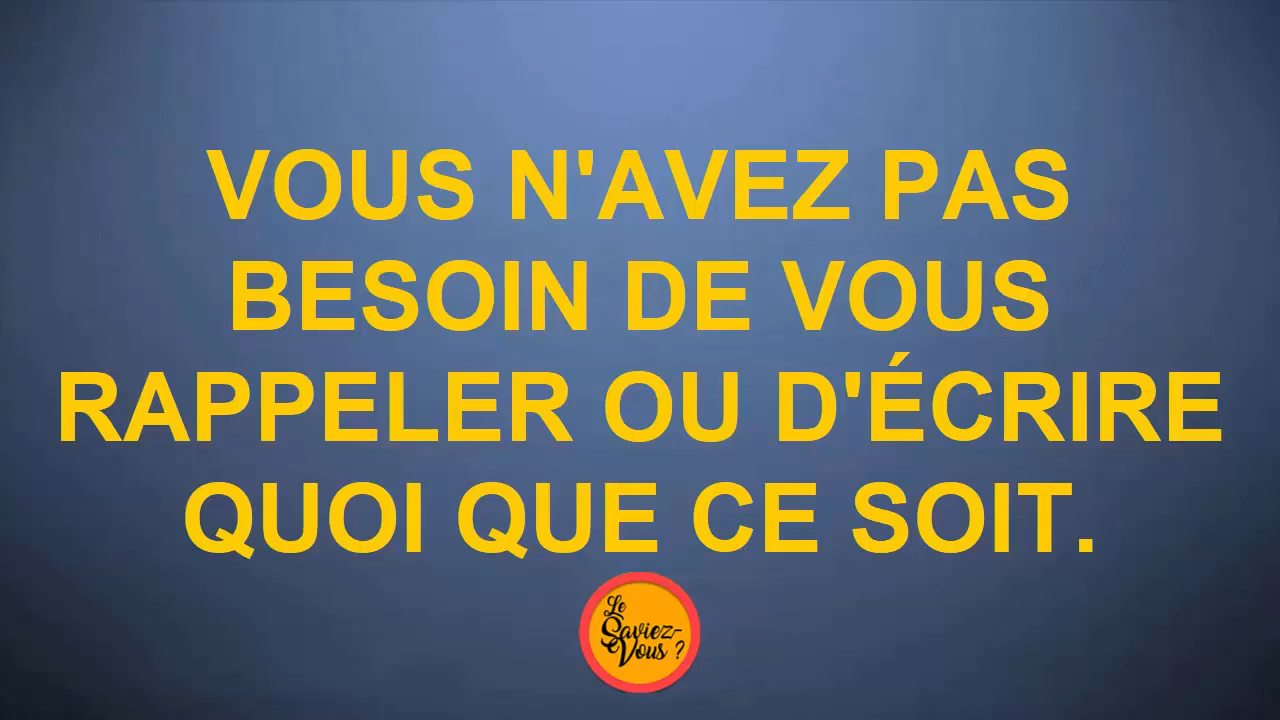 VOUS N'AVEZ PAS
BESOIN DE VOUS
RAPPELER OU D'ÉCRIRE
QUOI QUE CE SOIT.
Le
Saviez-
Vous ?